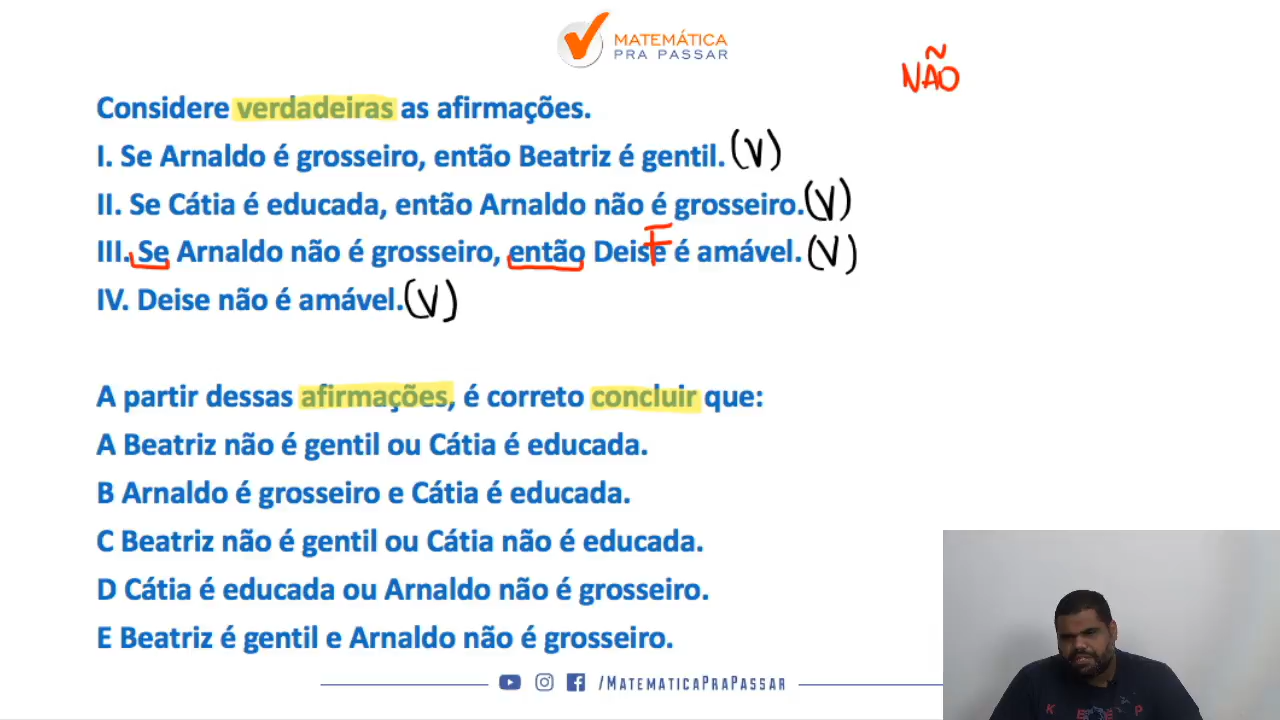 MATEMÁTICA
PRA PASSAR
NÃO
Considere verdadeiras as afirmações.
I. Se Arnaldo é grosseiro, então Beatriz é gentil. (V)
II. Se Cátia é educada, então Arnaldo não é grosseiro. (V)
F
III. Se Arnaldo não é grosseiro, então Deise é amável. (V)
IV. Deise não é amável. (V)
A partir dessas afirmações, é correto concluir que:
A Beatriz não é gentil ou Cátia é educada.
B Arnaldo é grosseiro e Cátia é educada.
C Beatriz não é gentil ou Cátia não é educada.
D Cátia é educada ou Arnaldo não é grosseiro.
E Beatriz é gentil e Arnaldo não é grosseiro.
/MATEMATICAPRAPASSAR
K E E P